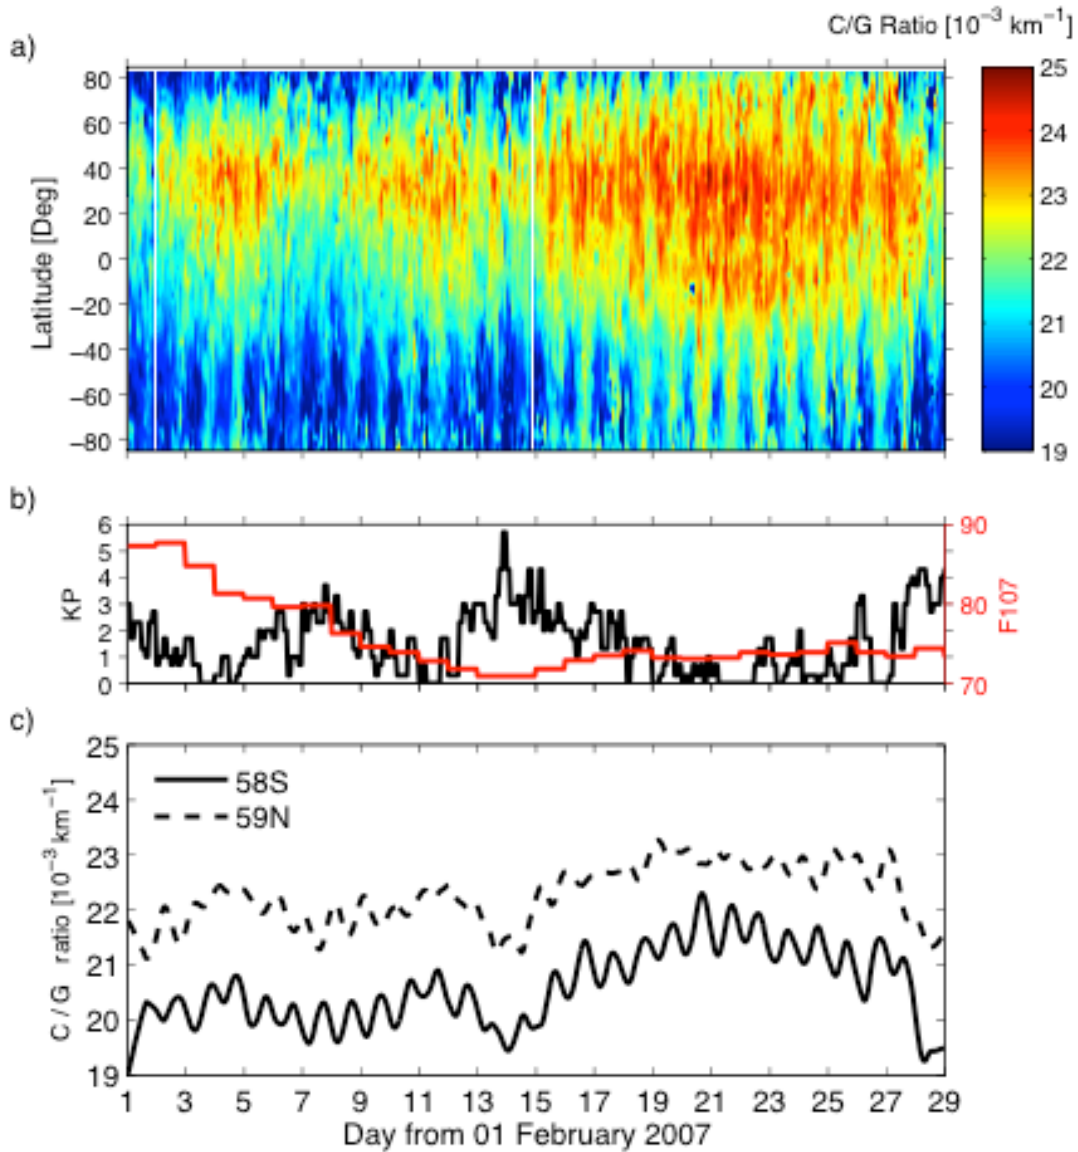 C/G Ratio [10⁻³ km⁻¹]
a)
80
60
40
20
0
−20
−40
−60
−80
Latitude [Deg]
25
24
23
22
21
20
19
b)
6
5
4
3
2
1
0
KP
90
80
70
F107
c)
25
24
23
22
21
20
19
C / G ratio [10⁻³ km⁻¹]
58S
59N
1 3 5 7 9 11 13 15 17 19 21 23 25 27 29
Day from 01 February 2007